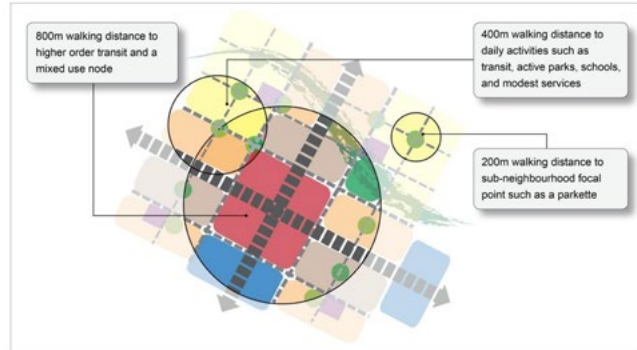 800m walking distance to
higher order transit and a
mixed use node
400m walking distance to
daily activities such as
transit, active parks, schools,
and modest services
200m walking distance to
sub-neighbourhood focal
point such as a parkette